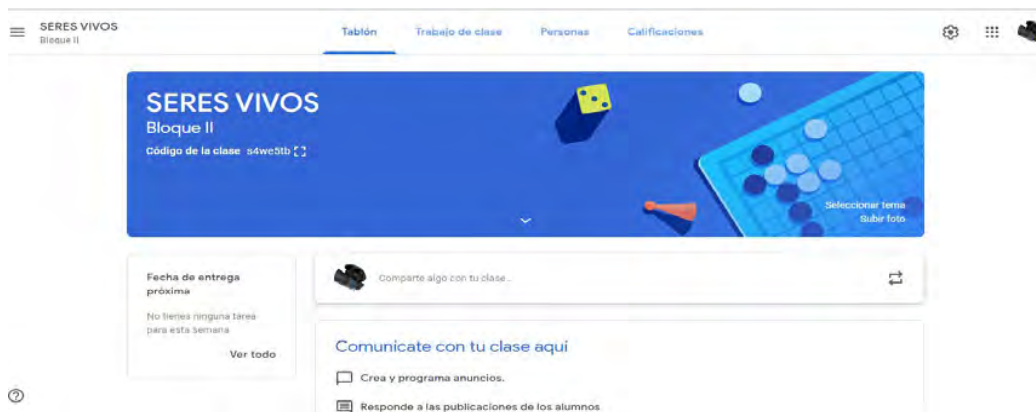 SERES VIVOS
Bloque II
Tablón
Trabajo de clase
Personas
Calificaciones
SERES VIVOS
Bloque II
Código de la clase s4we5tb
Seleccionar tema
Subir foto
Fecha de entrega
próxima
No tienes ninguna tarea
para esta semana
Ver todo
Comparte algo con tu clase...
Comunícate con tu clase aquí
Crea y programa anuncios.
Responde a las publicaciones de los alumnos